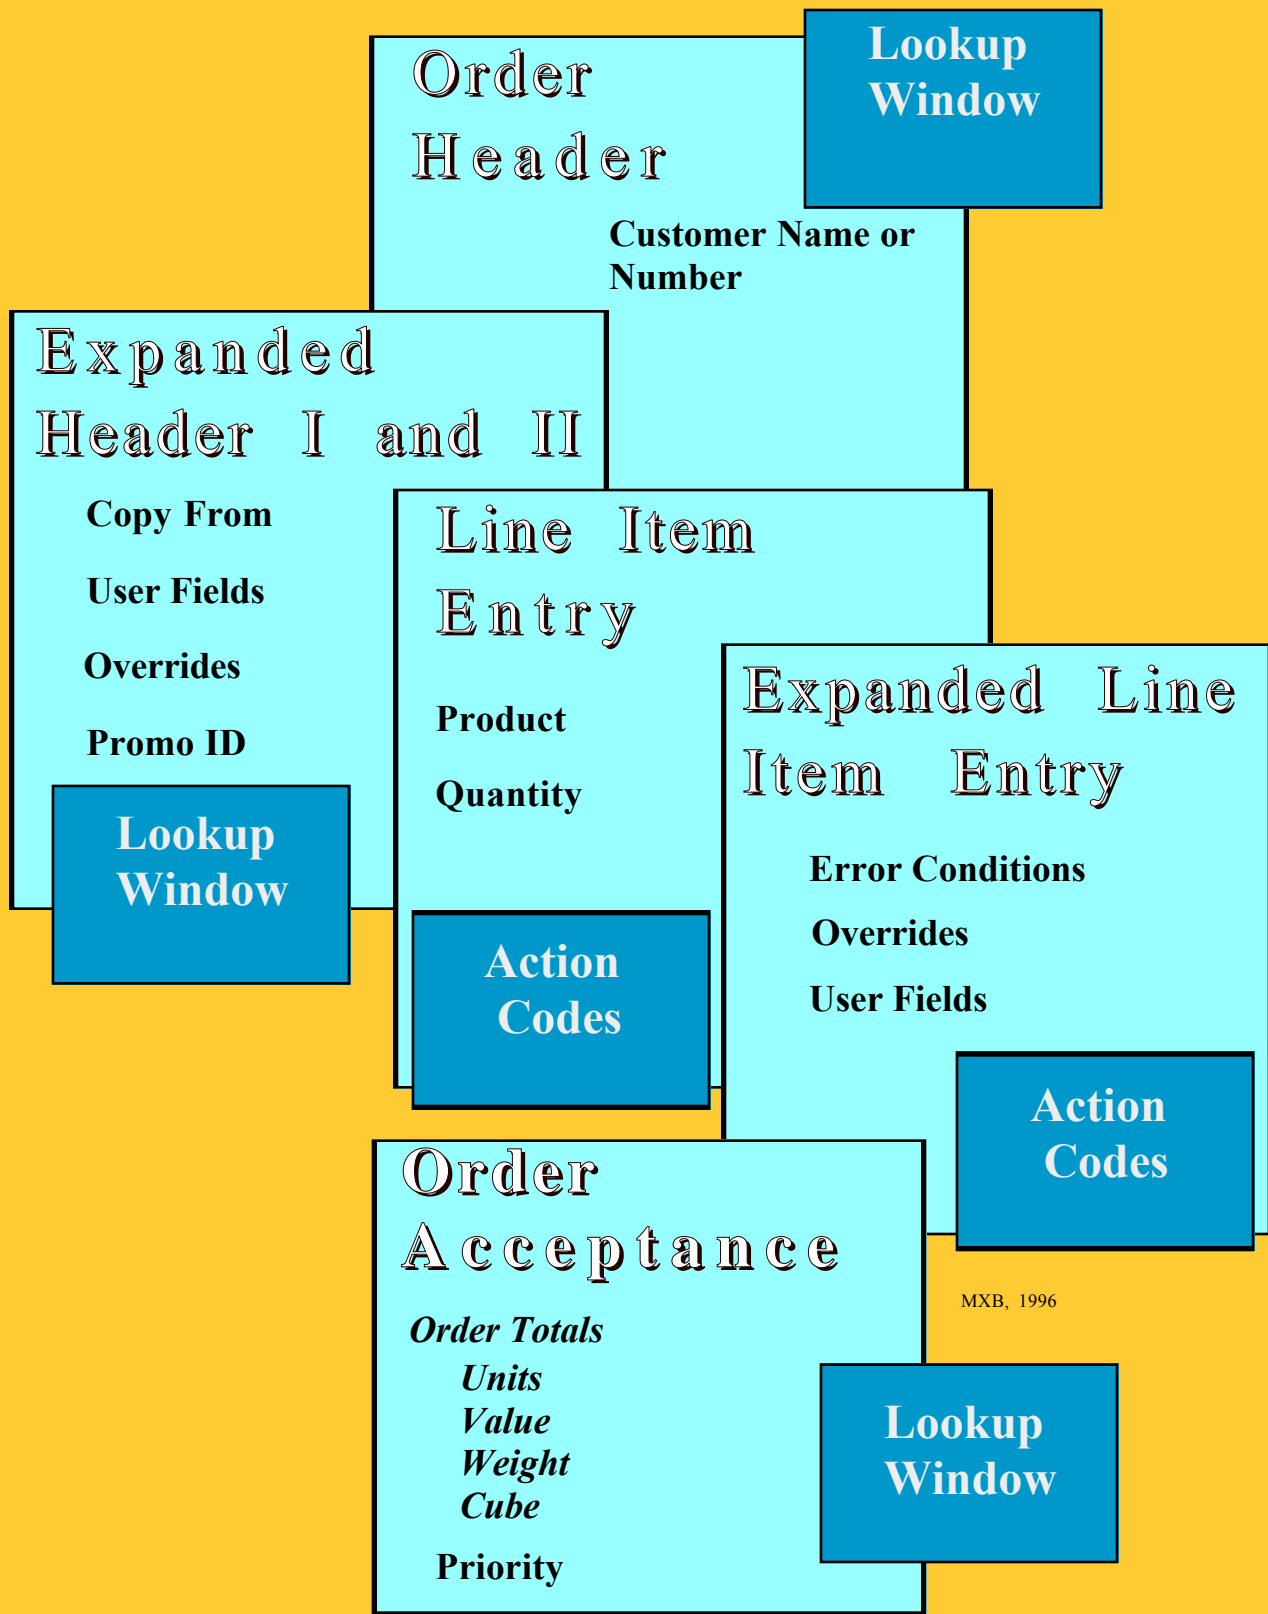 Order
Header
Lookup
Window
Customer Name or
Number
Expanded
Header I and II
Copy From
User Fields
Overrides
Promo ID
Lookup
Window
Line Item
Entry
Product
Quantity
Action
Codes
Expanded Line
Item Entry
Error Conditions
Overrides
User Fields
Action
Codes
Order
Acceptance
Order Totals
Units
Value
Weight
Cube
Priority
MXB, 1996
Lookup
Window